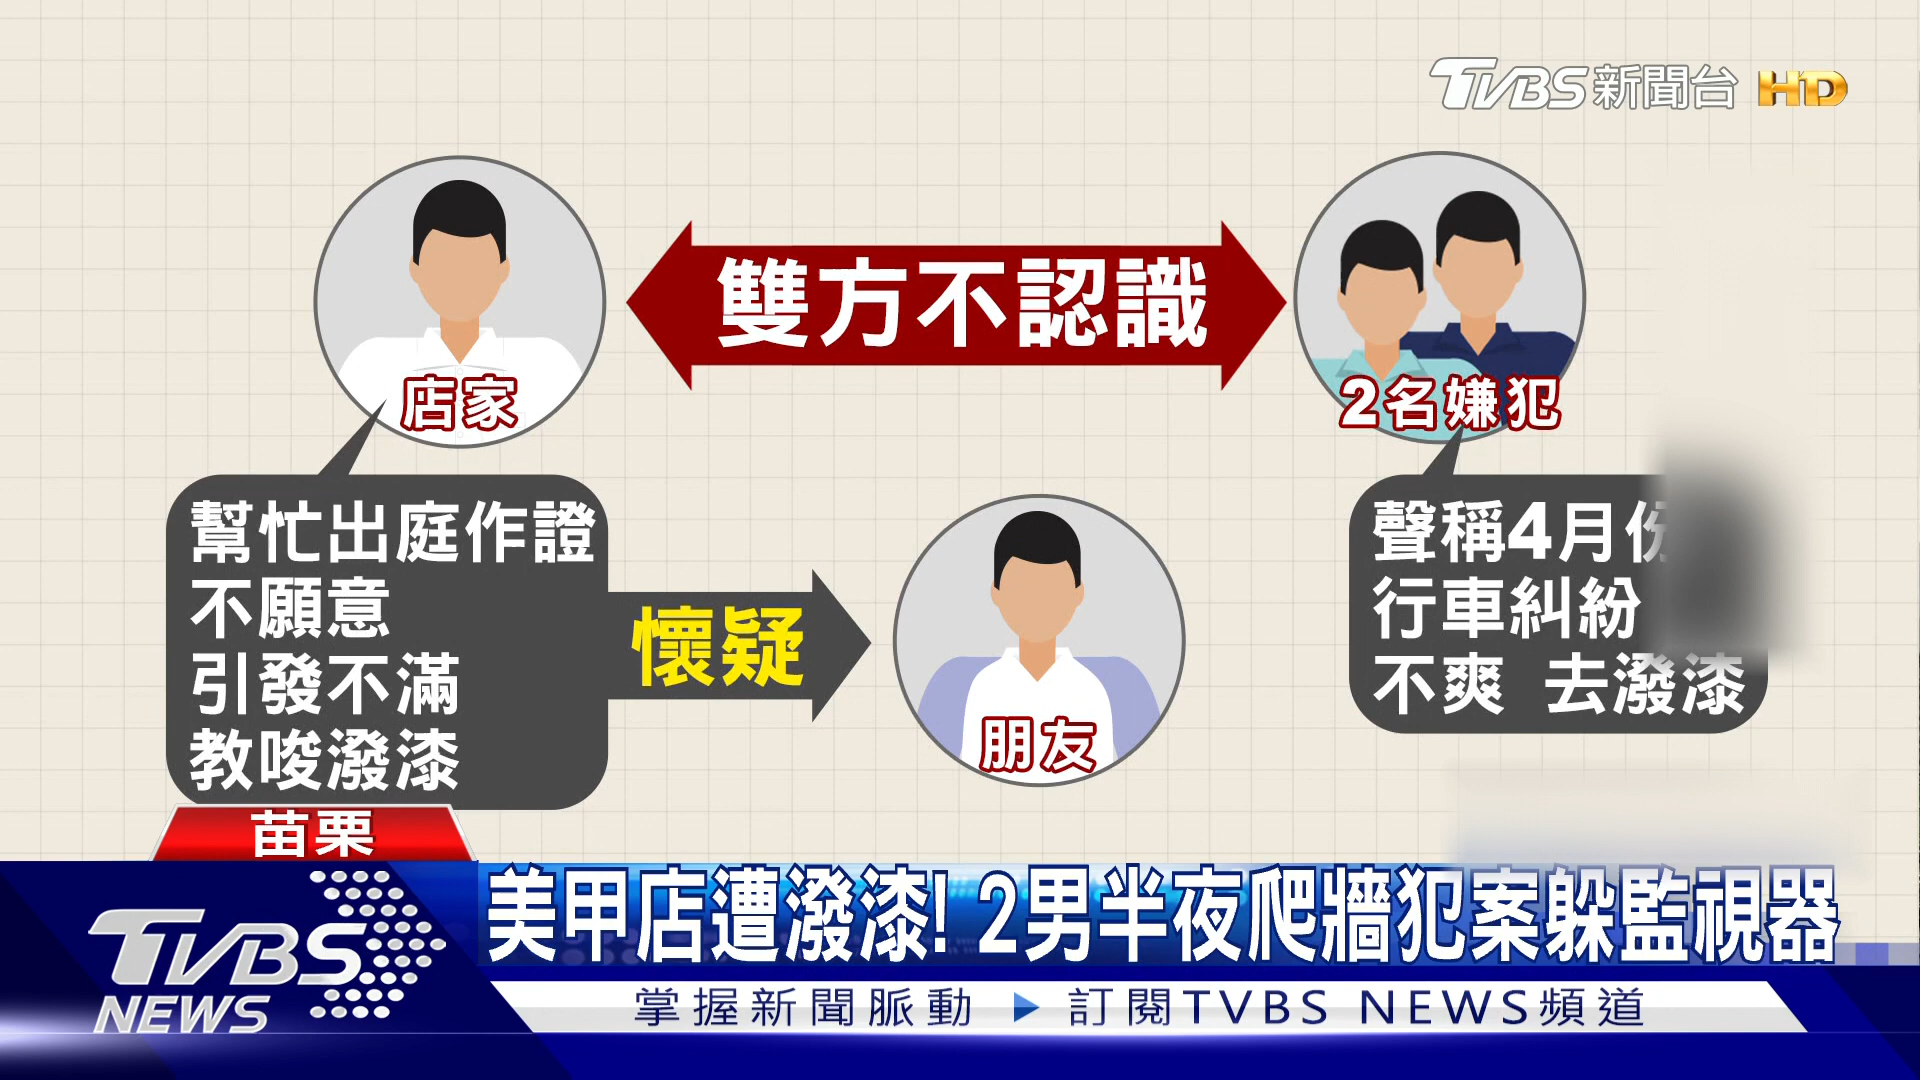 TVBS新聞台 HD
雙方不認識
店家
2名嫌犯
幫忙出庭作證
不願意
引發不滿
教唆潑漆
懷疑
朋友
聲稱4月份
行車糾紛
不爽 去潑漆
苗栗
美甲店遭潑漆! 2男半夜爬牆犯案躲監視器
TVBS NEWS
掌握新聞脈動 ▶ 訂閱TVBS NEWS頻道